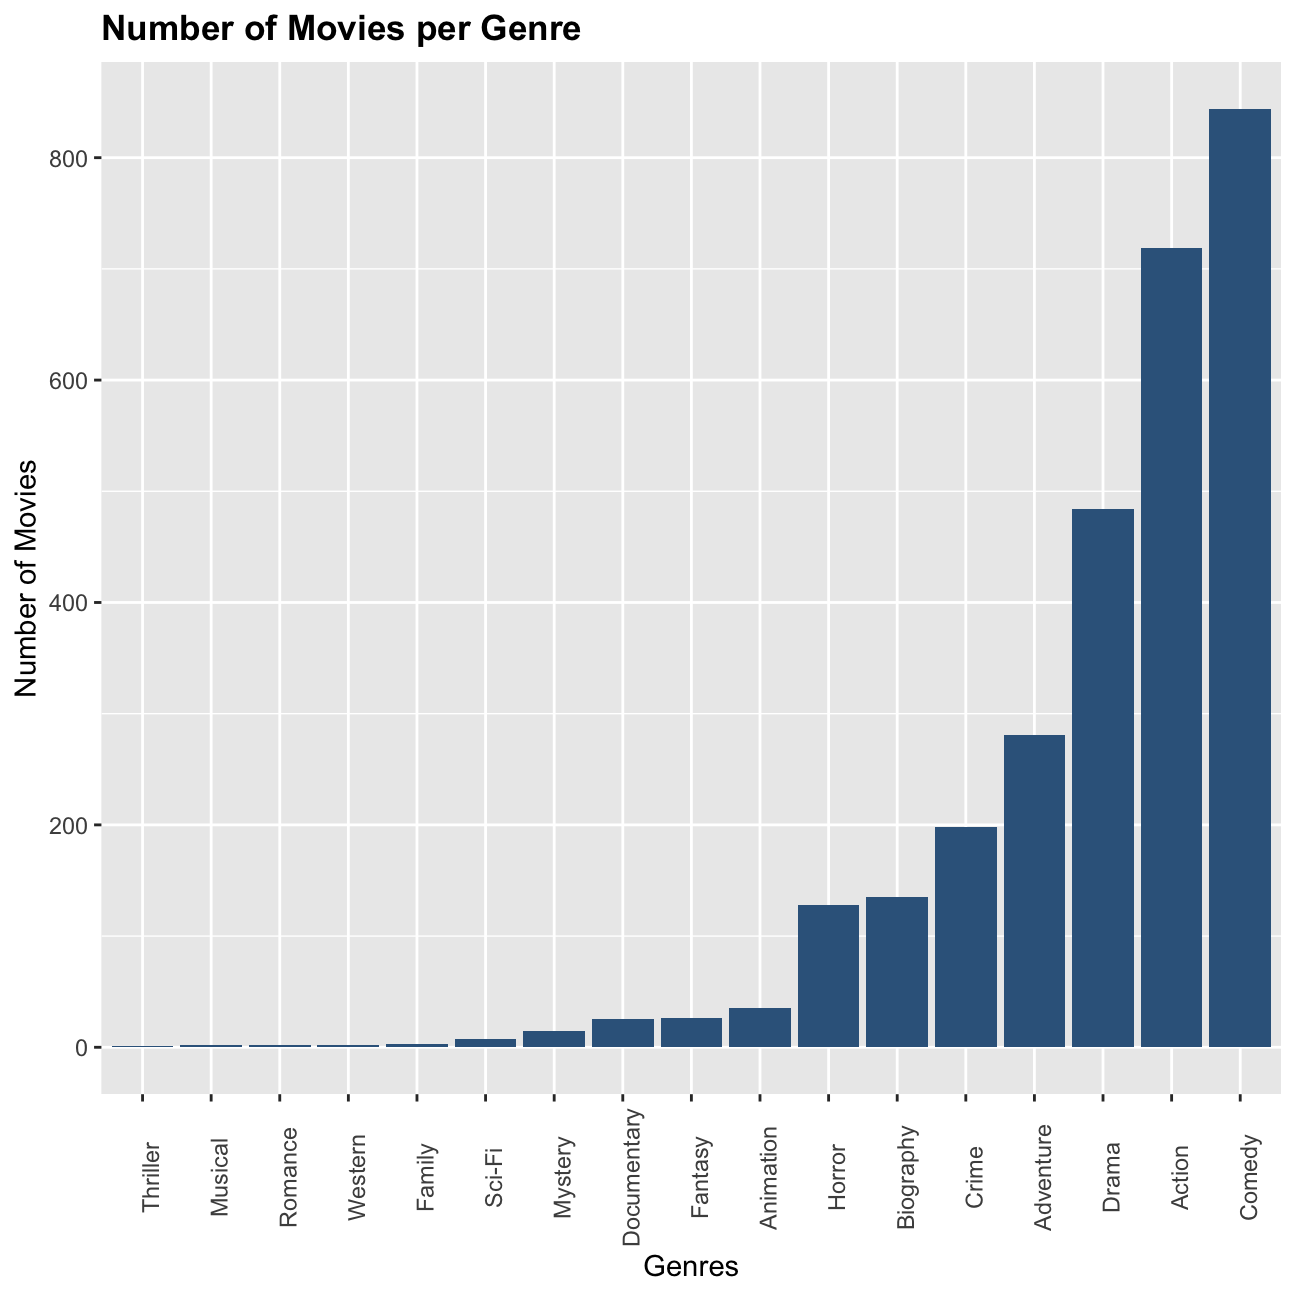 Number of Movies per Genre
Number of Movies
800
600
400
200
0
Thriller
Musical
Romance
Western
Family
Sci-Fi
Mystery
Documentary
Fantasy
Animation
Horror
Biography
Crime
Adventure
Drama
Action
Comedy
Genres